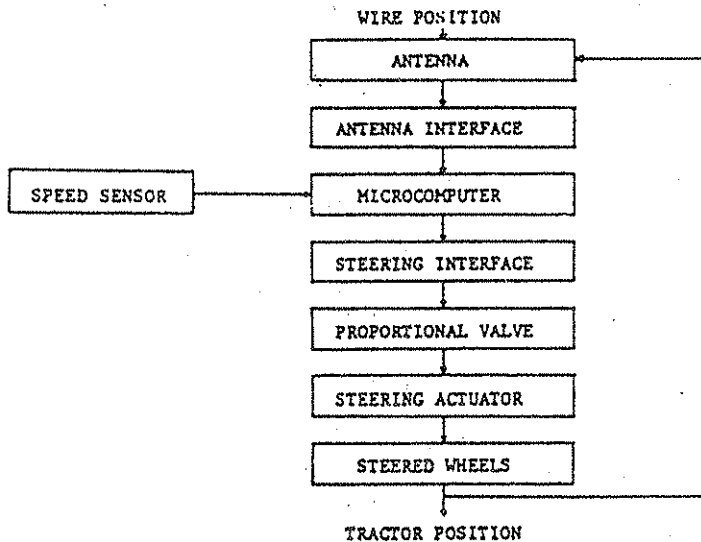 WIRE POSITION
ANTENNA
ANTENNA INTERFACE
SPEED SENSOR
MICROCOMPUTER
STEERING INTERFACE
PROPORTIONAL VALVE
STEERING ACTUATOR
STEERED WHEELS
TRACTOR POSITION